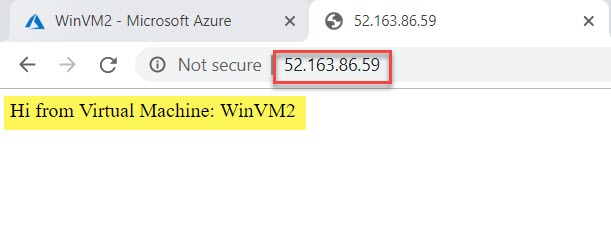 WinVM2 - Microsoft Azure
52.163.86.59
Not secure | 52.163.86.59
Hi from Virtual Machine: WinVM2